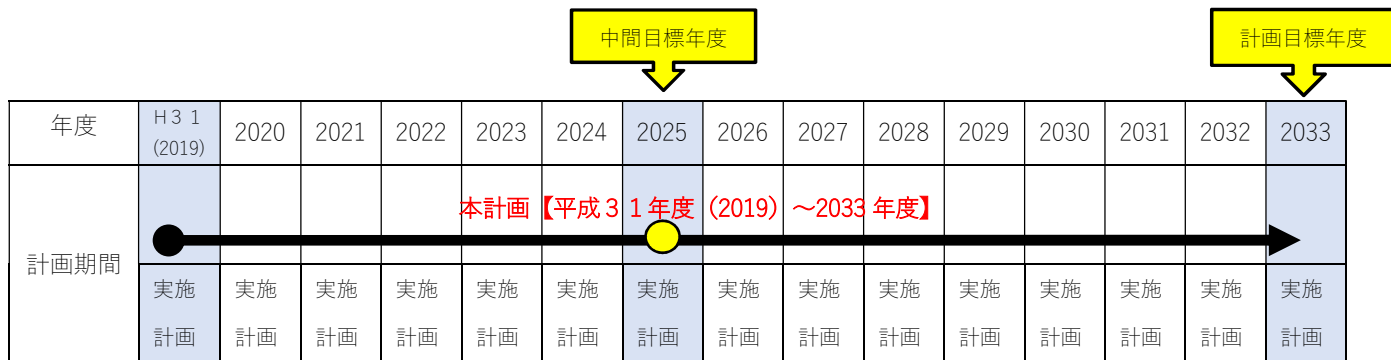 中間目標年度
計画目標年度
年度
H31
(2019)
2020
2021
2022
2023
2024
2025
2026
2027
2028
2029
2030
2031
2032
2033
計画期間
本計画【平成31年度（2019）～2033年度】
実施
計画
実施
計画
実施
計画
実施
計画
実施
計画
実施
計画
実施
計画
実施
計画
実施
計画
実施
計画
実施
計画
実施
計画
実施
計画
実施
計画
実施
計画